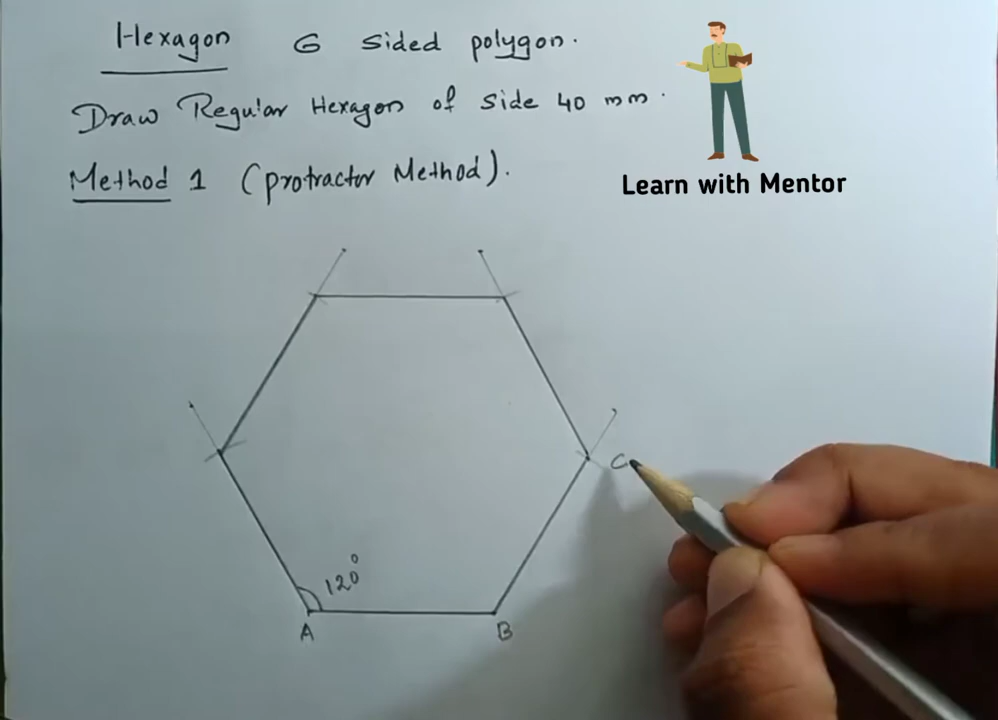 Hexagon 6 sided polygon.
Draw Regular Hexagon of side 40 mm.
Method 1 (protractor Method).
Learn with Mentor
C
120°
A B